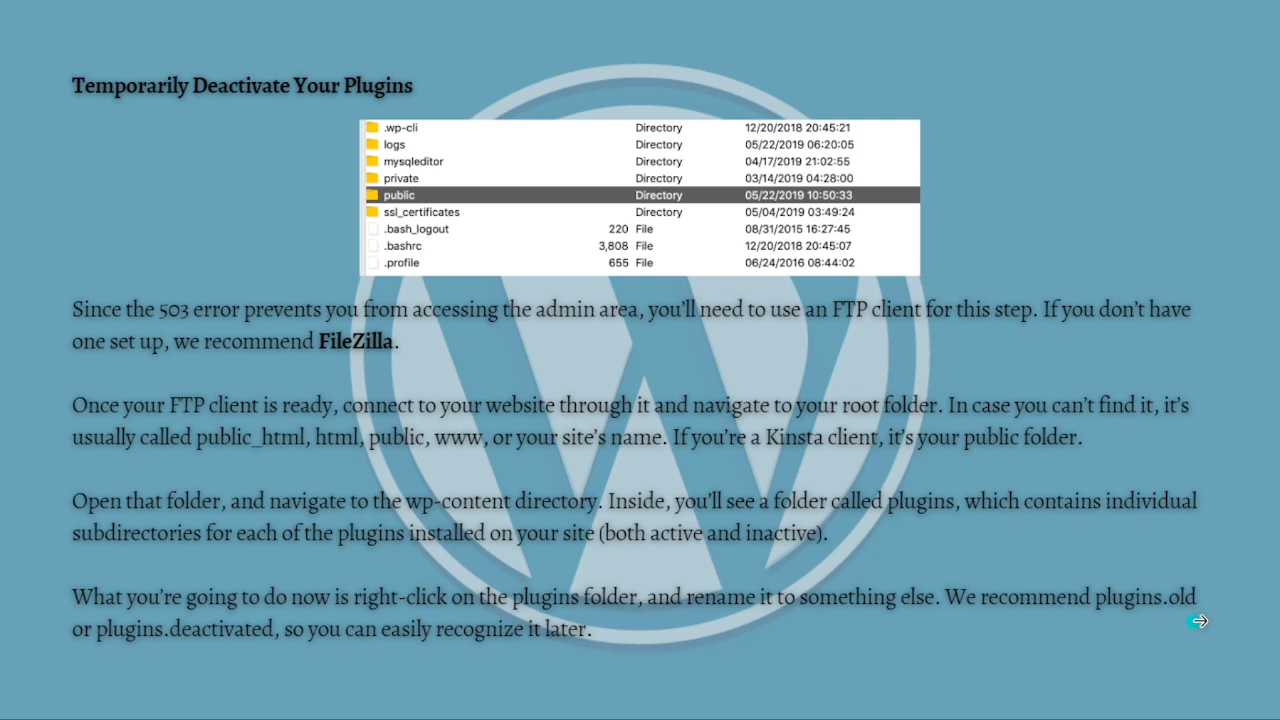 Temporarily Deactivate Your Plugins
.wp-cli Directory 12/20/2018 20:45:21
logs Directory 05/22/2019 06:20:05
mysqleditor Directory 04/17/2019 21:02:55
private Directory 03/14/2019 04:28:00
public Directory 05/22/2019 10:50:33
ssl_certificates Directory 05/04/2019 03:49:24
.bash_logout 220 File 08/31/2015 16:27:45
.bashrc 3,808 File 12/20/2018 20:45:07
.profile 655 File 06/24/2016 08:44:02
Since the 503 error prevents you from accessing the admin area, you’ll need to use an FTP client for this step. If you don’t have
one set up, we recommend FileZilla.
Once your FTP client is ready, connect to your website through it and navigate to your root folder. In case you can’t find it, it’s
usually called public_html, html, public, www, or your site’s name. If you’re a Kinsta client, it’s your public folder.
Open that folder, and navigate to the wp-content directory. Inside, you’ll see a folder called plugins, which contains individual
subdirectories for each of the plugins installed on your site (both active and inactive).
What you’re going to do now is right-click on the plugins folder, and rename it to something else. We recommend plugins.old
or plugins.deactivated, so you can easily recognize it later.